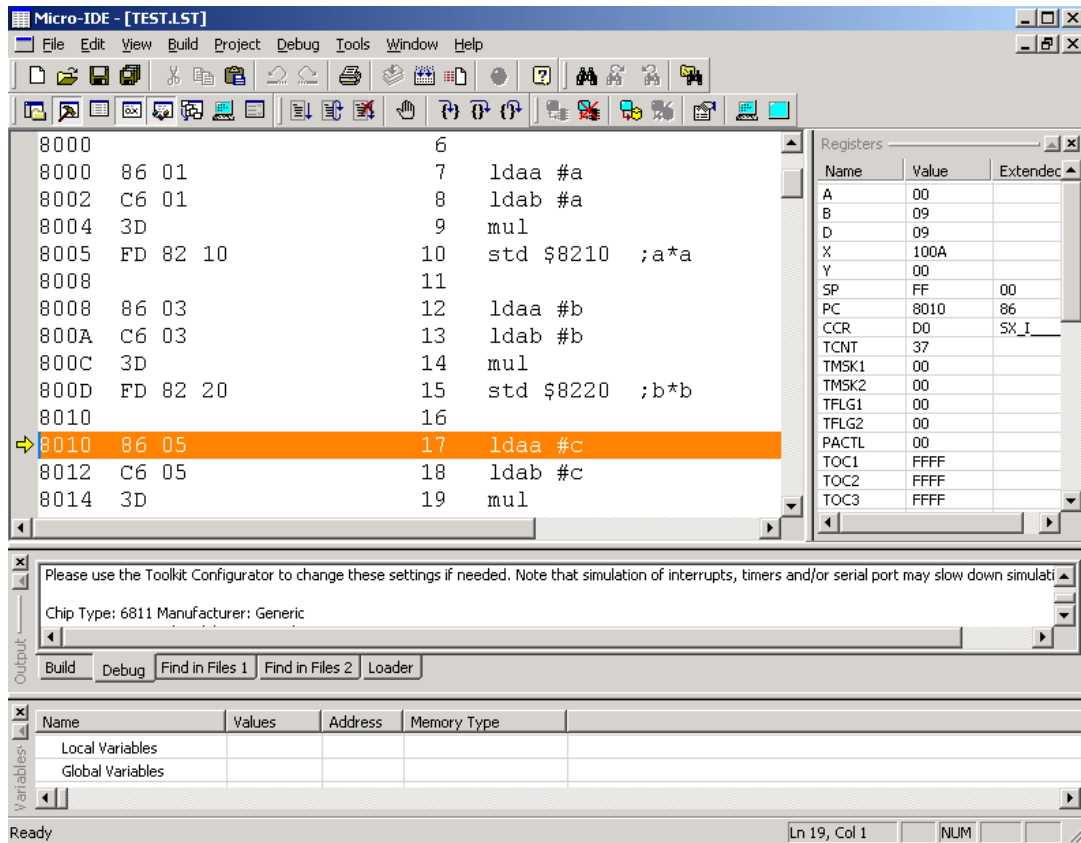 Micro-IDE - [TEST.LST]
File Edit View Build Project Debug Tools Window Help
8000 6
8000 86 01 7 ldaa #a
8002 C6 01 8 ldab #a
8004 3D 9 mul
8005 FD 82 10 10 std $8210 ;a*a
8008 11
8008 86 03 12 ldaa #b
800A C6 03 13 ldab #b
800C 3D 14 mul
800D FD 82 20 15 std $8220 ;b*b
8010 16
8010 86 05 17 ldaa #c
8012 C6 05 18 ldab #c
8014 3D 19 mul
Registers
Name Value Extended
A 00
B 09
D 09
X 100A
Y 00
SP FF 00
PC 8010 86
CCR D0 SX_I____
TCNT 37
TMSK1 00
TMSK2 00
TFLG1 00
TFLG2 00
PACTL 00
TOC1 FFFF
TOC2 FFFF
TOC3 FFFF
Output
Please use the Toolkit Configurator to change these settings if needed. Note that simulation of interrupts, timers and/or serial port may slow down simulati
Chip Type: 6811 Manufacturer: Generic
Build Debug Find in Files 1 Find in Files 2 Loader
Variables
Name Values Address Memory Type
Local Variables
Global Variables
Ready Ln 19, Col 1 NUM